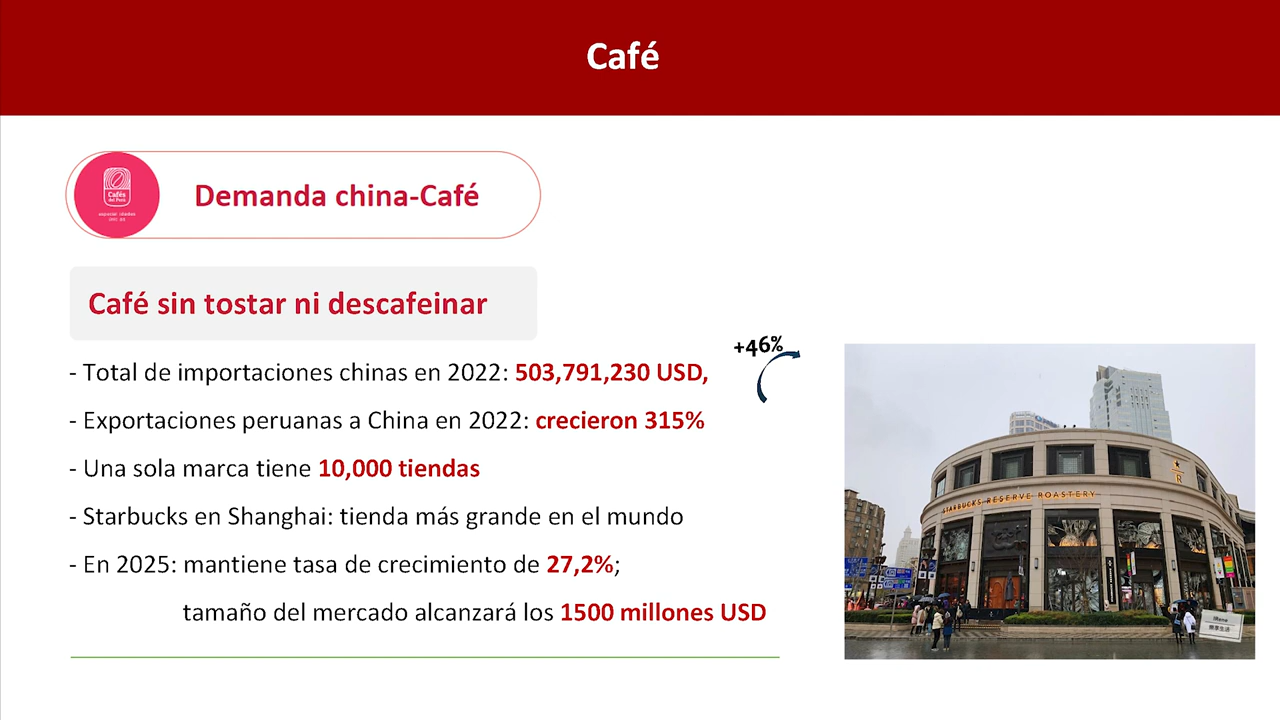 Café
Cafés
del Perú
Demanda china-Café
Café sin tostar ni descafeinar
+46%
- Total de importaciones chinas en 2022: 503,791,230 USD,
- Exportaciones peruanas a China en 2022: crecieron 315%
- Una sola marca tiene 10,000 tiendas
- Starbucks en Shanghai: tienda más grande en el mundo
- En 2025: mantiene tasa de crecimiento de 27,2%;
tamaño del mercado alcanzará los 1500 millones USD
R
STARBUCKS RESERVE ROASTERY